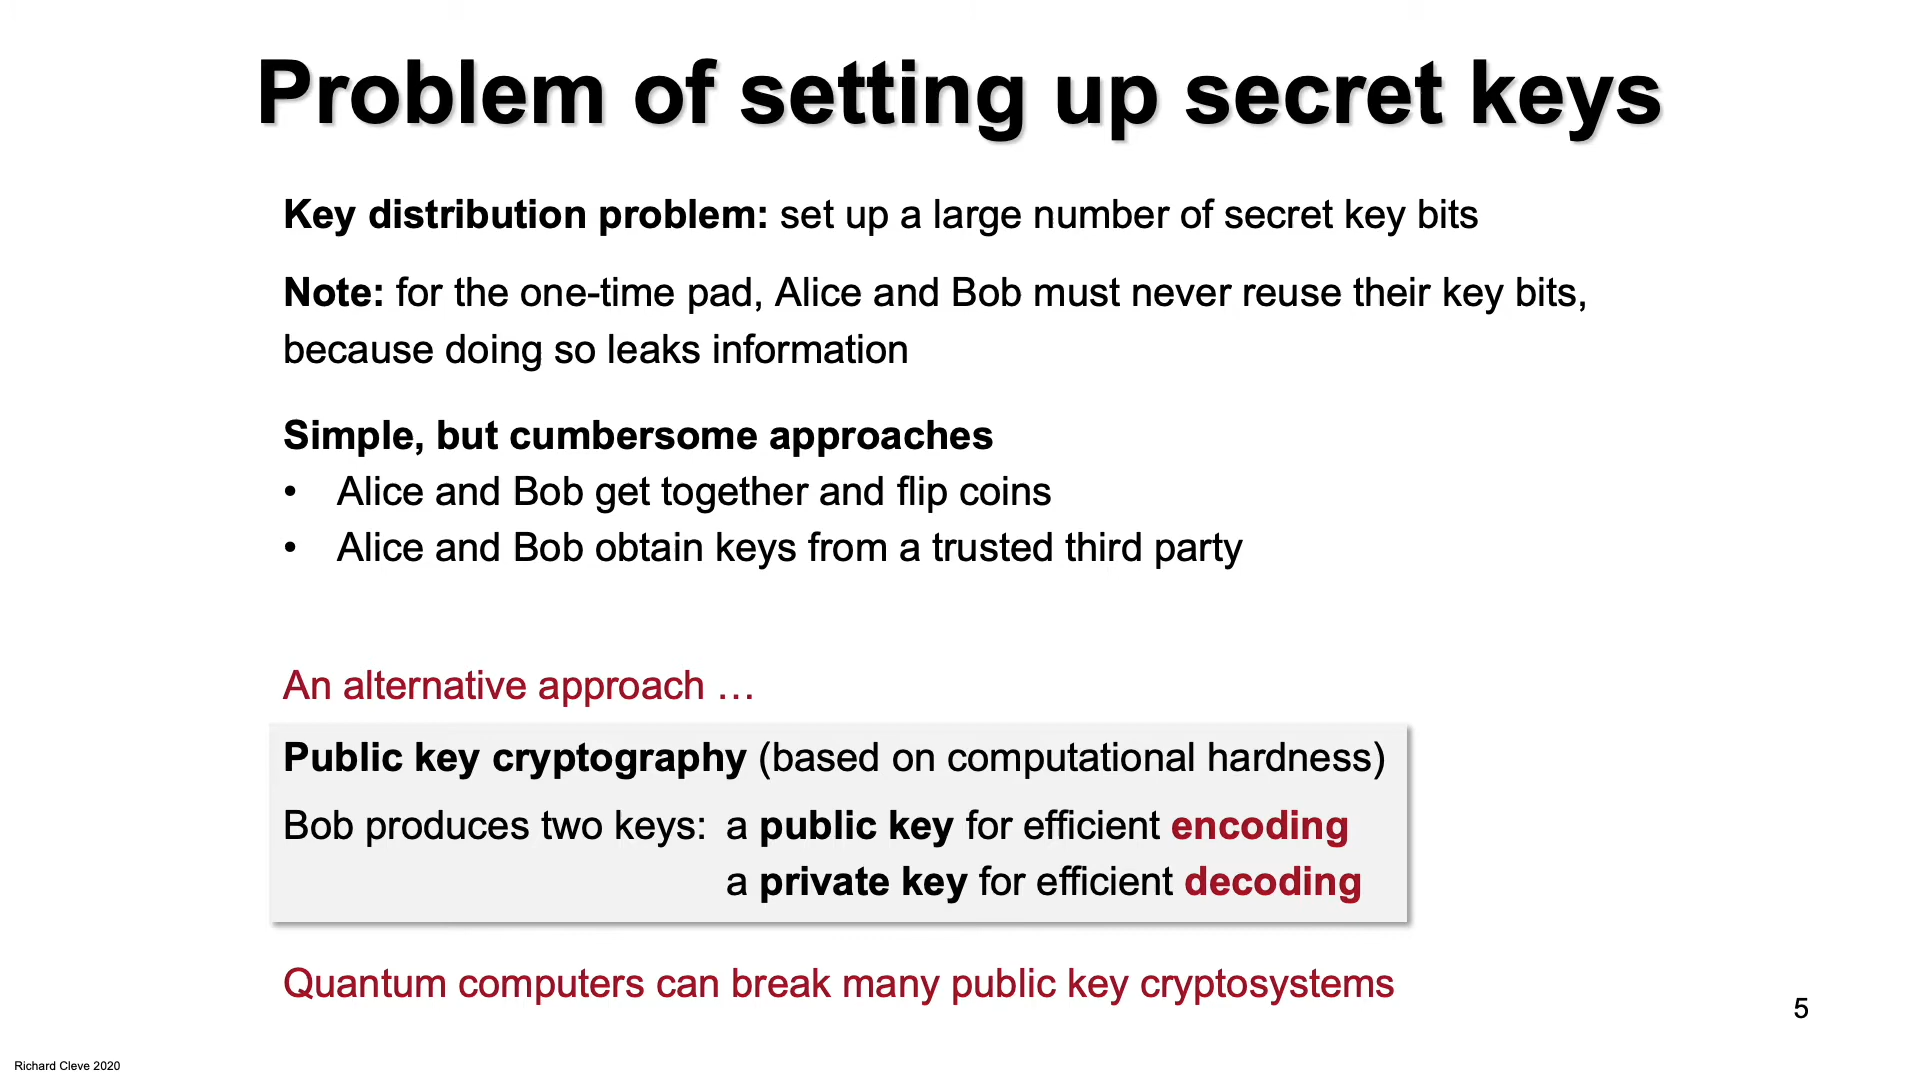 Problem of setting up secret keys
Key distribution problem: set up a large number of secret key bits
Note: for the one-time pad, Alice and Bob must never reuse their key bits,
because doing so leaks information
Simple, but cumbersome approaches
• Alice and Bob get together and flip coins
• Alice and Bob obtain keys from a trusted third party
An alternative approach …
Public key cryptography (based on computational hardness)
Bob produces two keys: a public key for efficient encoding
a private key for efficient decoding
Quantum computers can break many public key cryptosystems
5
Richard Cleve 2020